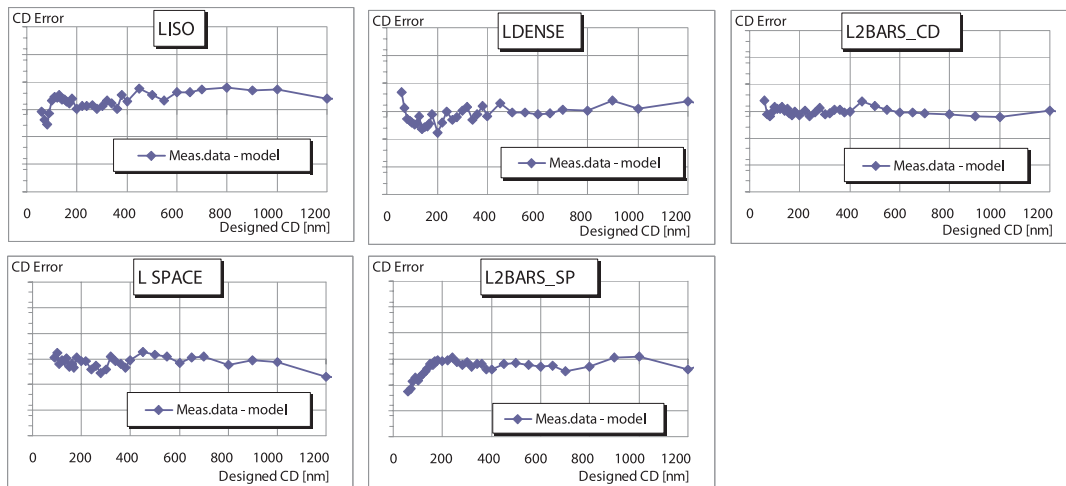 CD Error
LISO
Meas.data - model
0 200 400 600 800 1000 1200
Designed CD [nm]
CD Error
LDENSE
Meas.data - model
0 200 400 600 800 1000 1200
Designed CD [nm]
CD Error
L2BARS_CD
Meas.data - model
0 200 400 600 800 1000 1200
Designed CD [nm]
CD Error
L SPACE
Meas.data - model
0 200 400 600 800 1000 1200
Designed CD [nm]
CD Error
L2BARS_SP
Meas.data - model
0 200 400 600 800 1000 1200
Designed CD [nm]